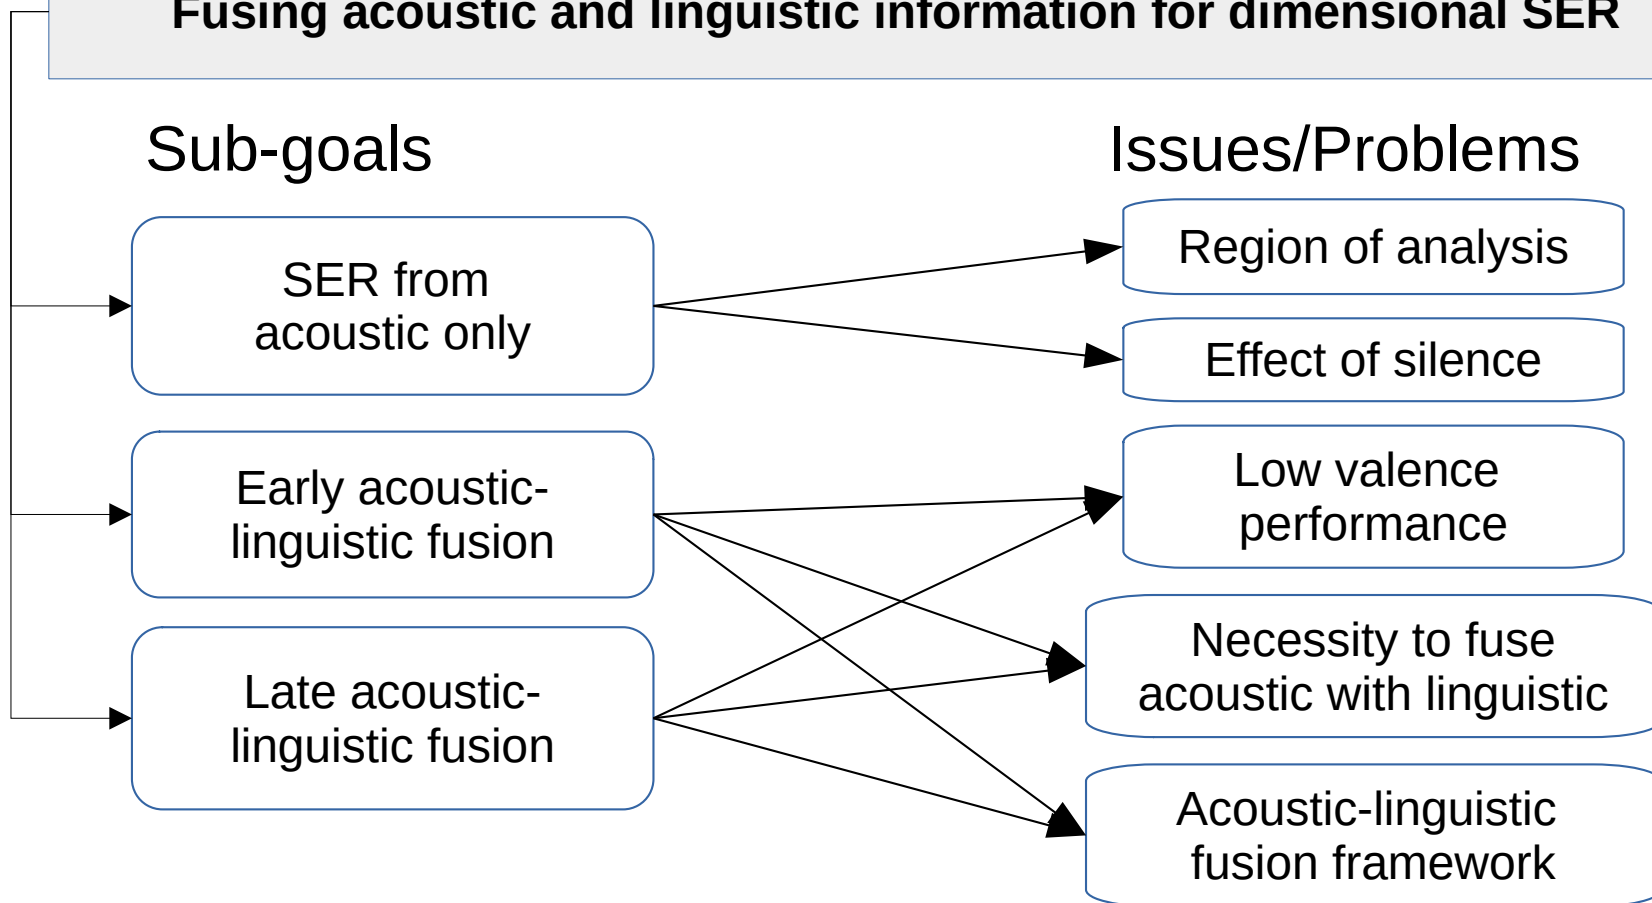 Fusing acoustic and linguistic information for dimensional SER
Sub-goals
Issues/Problems
SER from
acoustic only
Early acoustic-
linguistic fusion
Late acoustic-
linguistic fusion
Region of analysis
Effect of silence
Low valence
performance
Necessity to fuse
acoustic with linguistic
Acoustic-linguistic
fusion framework